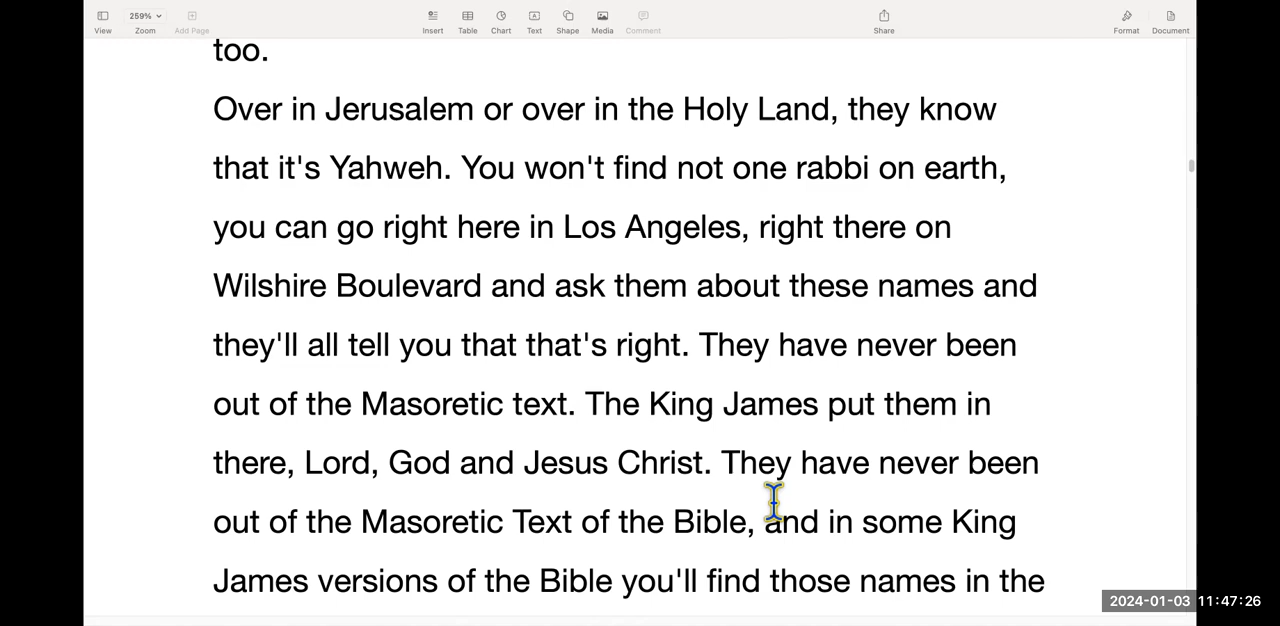 259%
View
Zoom
Add Page
Insert
Table
Chart
Text
Shape
Media
Comment
Share
Format
Document
too.
Over in Jerusalem or over in the Holy Land, they know
that it's Yahweh. You won't find not one rabbi on earth,
you can go right here in Los Angeles, right there on
Wilshire Boulevard and ask them about these names and
they'll all tell you that that's right. They have never been
out of the Masoretic text. The King James put them in
there, Lord, God and Jesus Christ. They have never been
out of the Masoretic Text of the Bible, and in some King
James versions of the Bible you'll find those names in the
2024-01-03 11:47:26